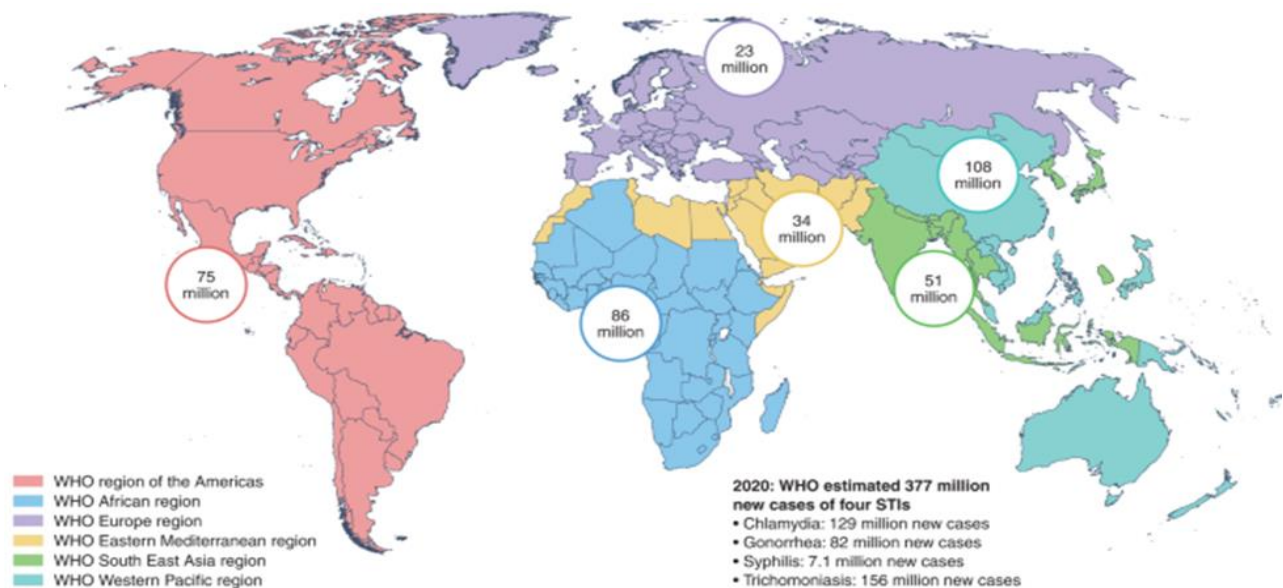 23
million
108
million
34
million
75
million
51
million
86
million
WHO region of the Americas
WHO African region
WHO Europe region
WHO Eastern Mediterranean region
WHO South East Asia region
WHO Western Pacific region
2020: WHO estimated 377 million
new cases of four STIs
• Chlamydia: 129 million new cases
• Gonorrhea: 82 million new cases
• Syphilis: 7.1 million new cases
• Trichomoniasis: 156 million new cases